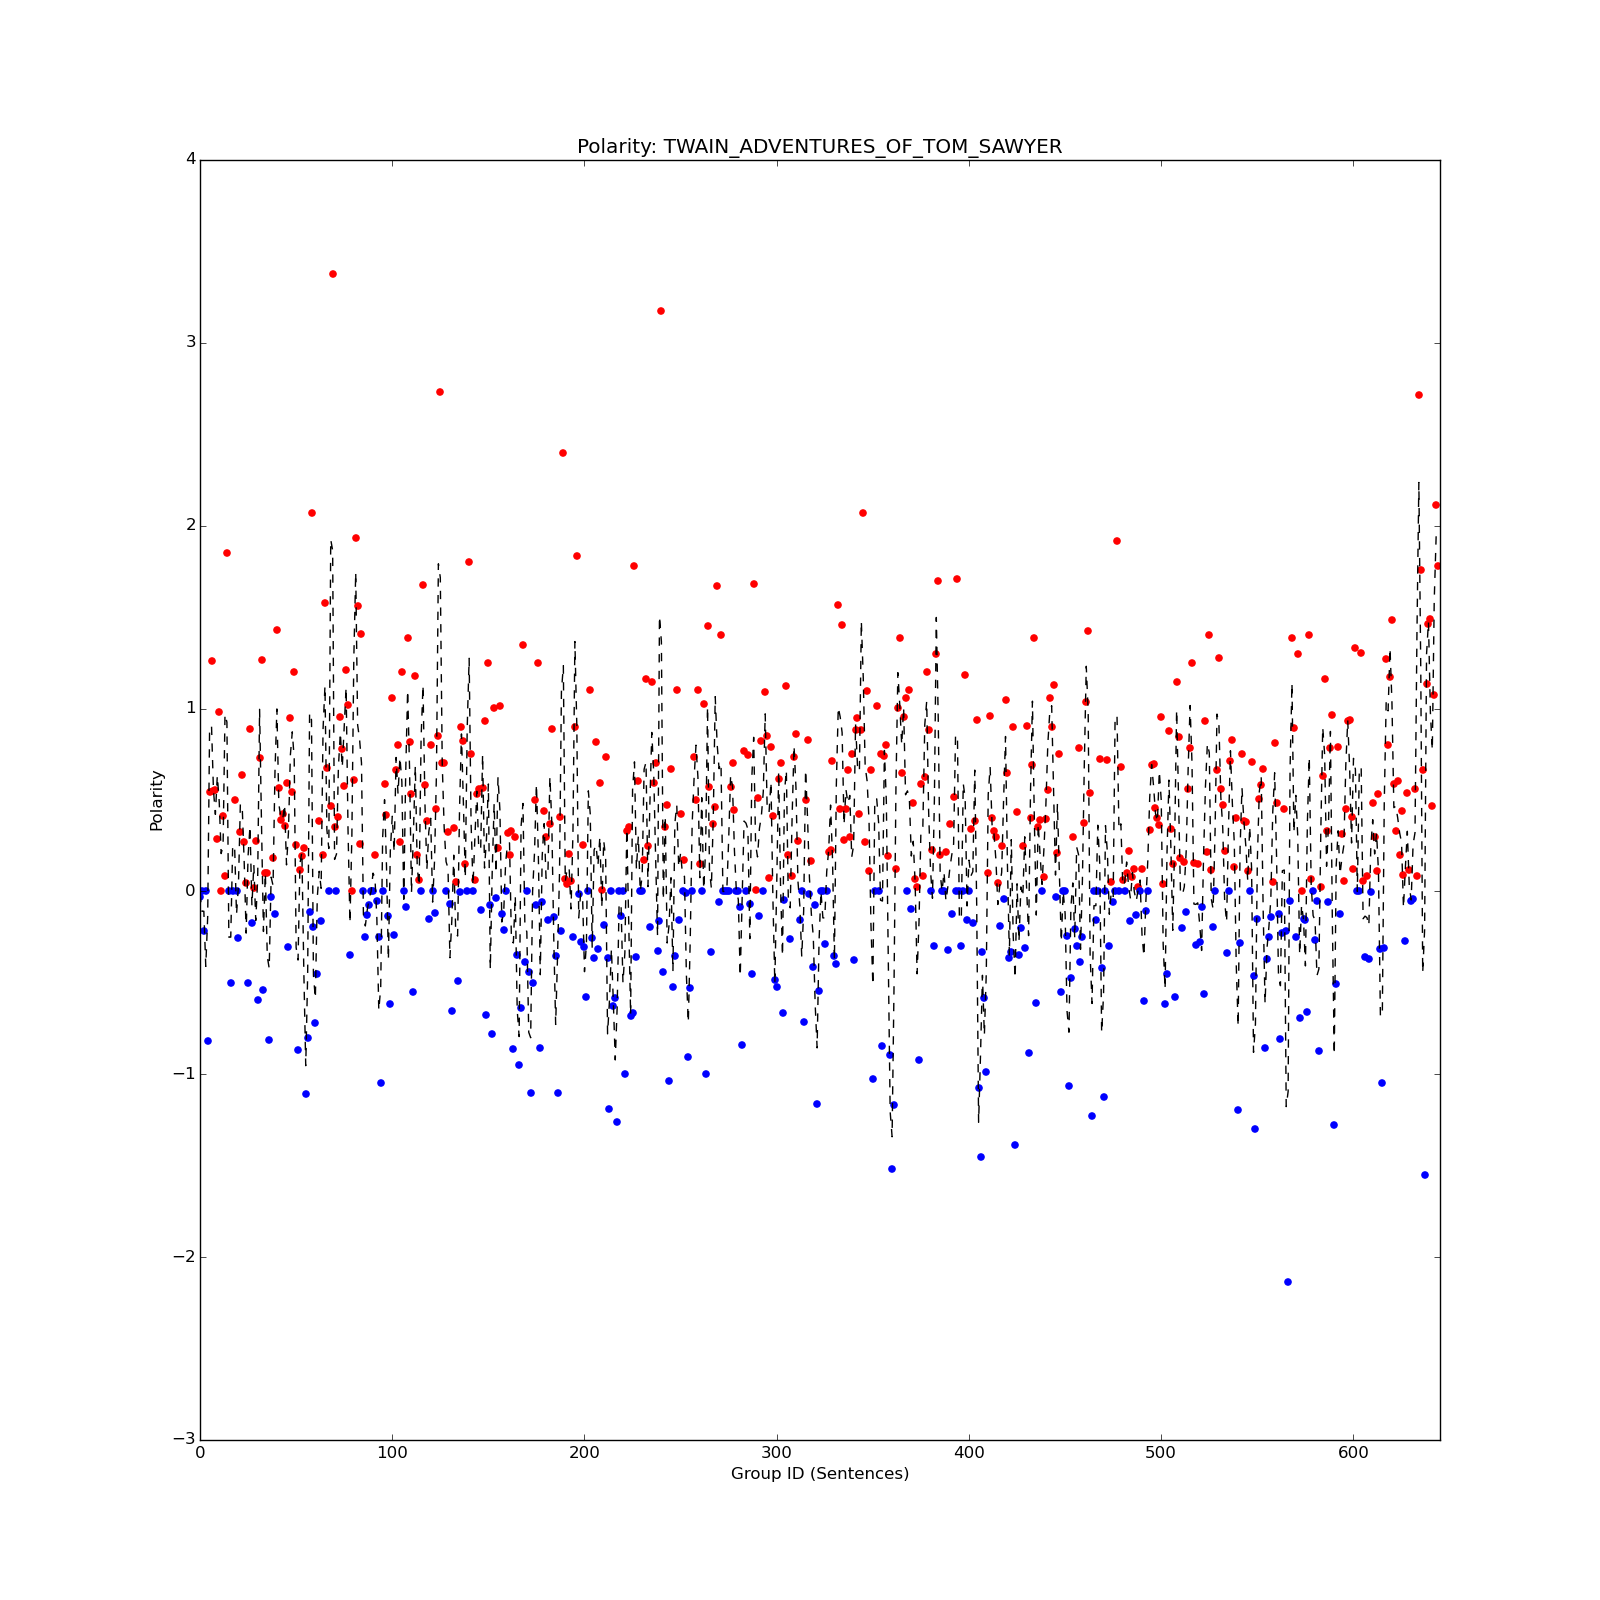 Polarity: TWAIN_ADVENTURES_OF_TOM_SAWYER
4
3
2
1
0
−1
−2
−3
Polarity
0 100 200 300 400 500 600
Group ID (Sentences)